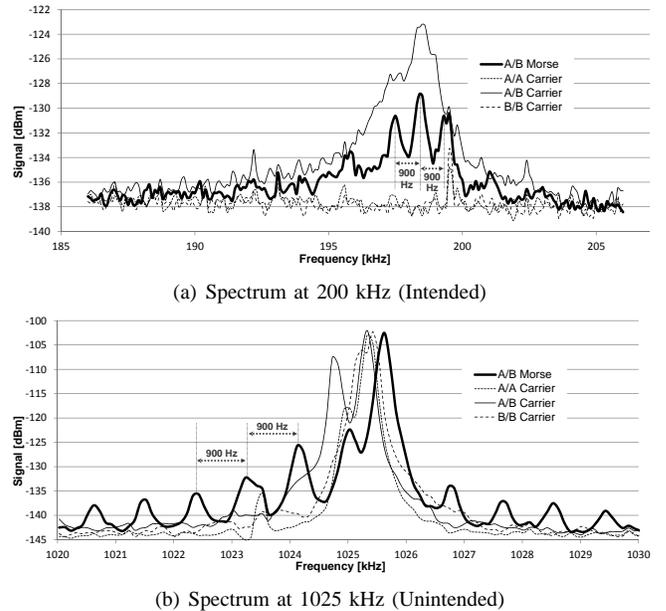 -122
-124
-126
-128
-130
-132
-134
-136
-138
-140
Signal [dBm]
A/B Morse
A/A Carrier
A/B Carrier
B/B Carrier
900 Hz
900 Hz
185 190 195 200 205
Frequency [kHz]
(a) Spectrum at 200 kHz (Intended)
-100
-105
-110
-115
-120
-125
-130
-135
-140
-145
Signal [dBm]
A/B Morse
A/A Carrier
A/B Carrier
B/B Carrier
900 Hz
900 Hz
1020 1021 1022 1023 1024 1025 1026 1027 1028 1029 1030
Frequency [kHz]
(b) Spectrum at 1025 kHz (Unintended)